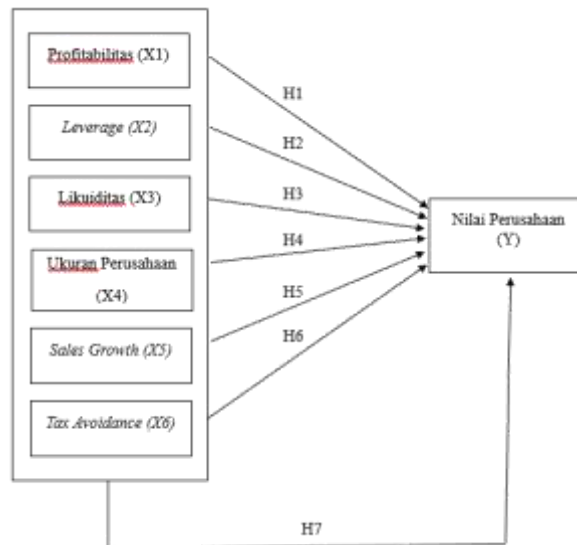 Profitabilitas (X1)
Leverage (X2)
Likuiditas (X3)
Ukuran Perusahaan
(X4)
Sales Growth (X5)
Tax Avoidance (X6)
H1
H2
H3
H4
H5
H6
Nilai Perusahaan
(Y)
H7